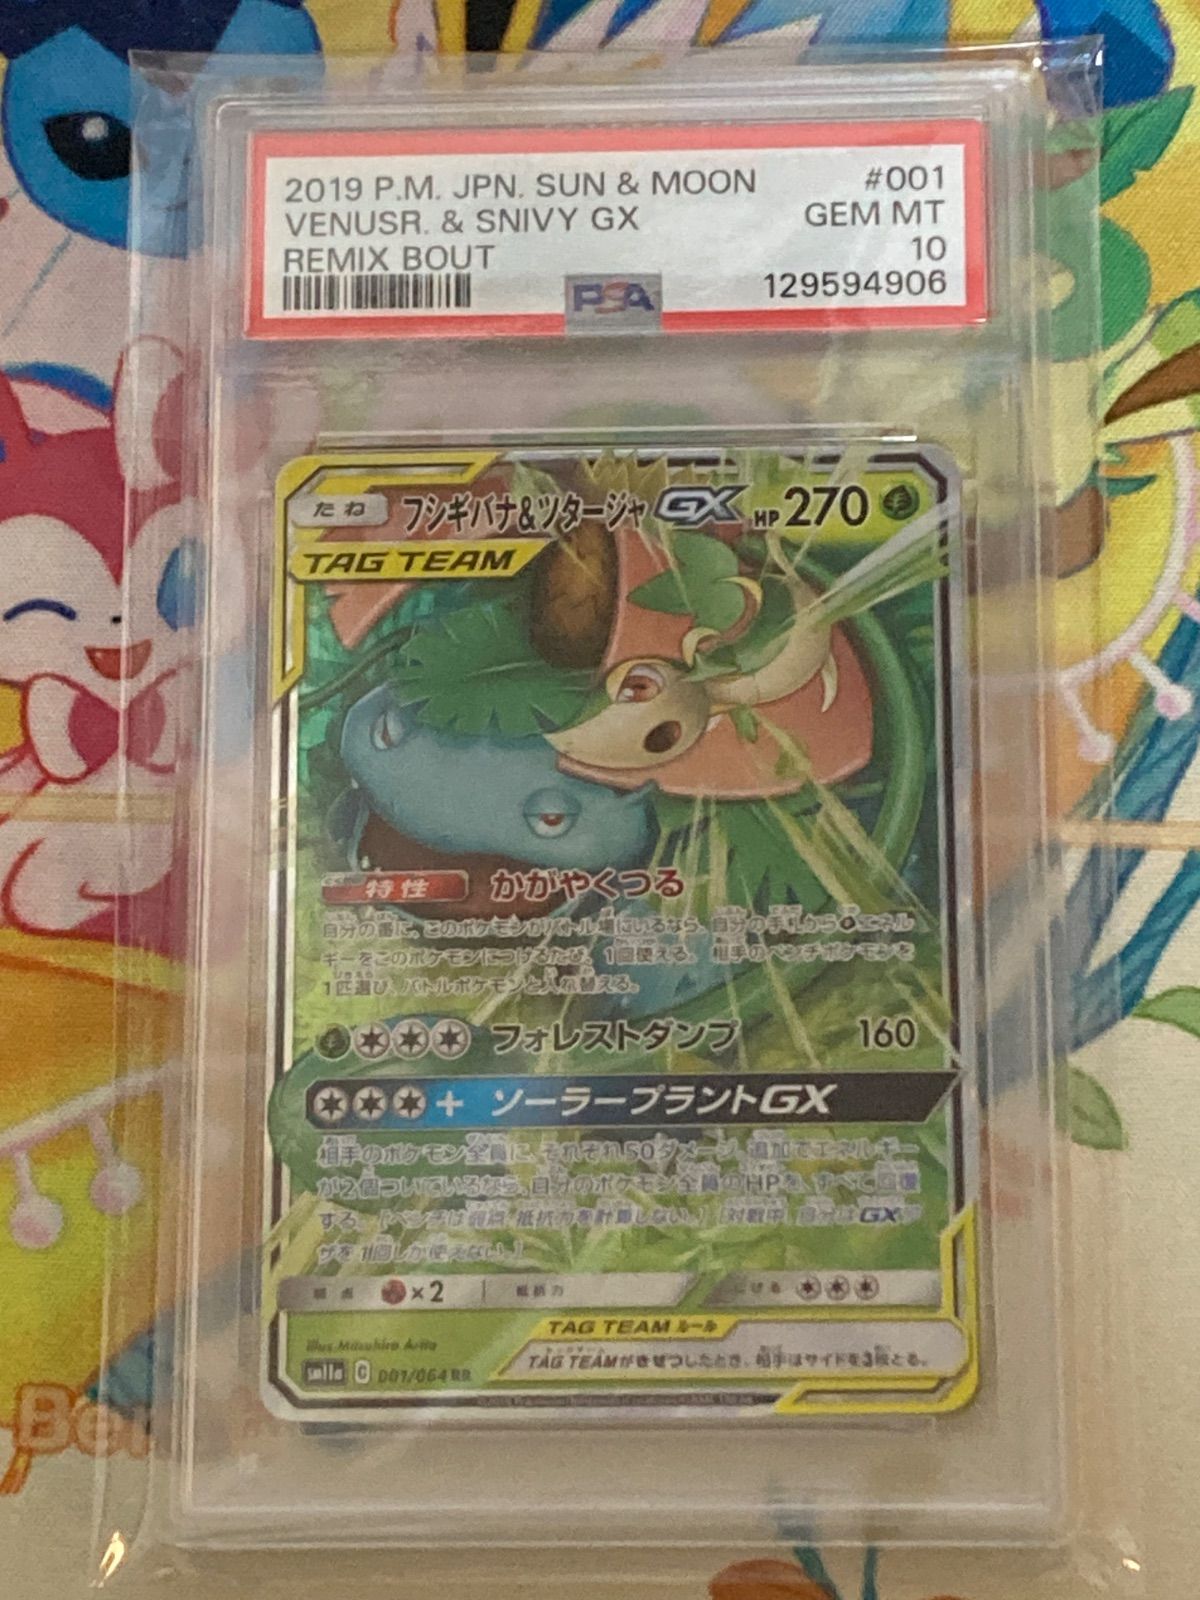 2019 P.M. JPN. SUN & MOON #001
VENUSR. & SNIVY GX GEM MT
REMIX BOUT 10
129594906
PSA
たね フシギバナ&ツタージャGX HP270
TAG TEAM
特性 かがやくつる
自分の番に、このポケモンがバトル場にいるなら、自分の手札からエネル
ギーをこのポケモンにつけるたび、1回使える。相手のベンチポケモンを
1匹選び、バトルポケモンと入れ替える。
フォレストダンプ 160
+ ソーラープラントGX
相手のポケモン全員に、それぞれ50ダメージ。追加でエネルギー
が2個ついているなら、自分のポケモン全員のHPを、すべて回復
する。[ベンチは弱点・抵抗力を計算しない。] [対戦中、自分はGXワ
ザを1回しか使えない。]
弱点 ×2 抵抗力 にげる
TAG TEAM ルール
Illus. Masahiro Arita
TAG TEAMがきぜつしたとき、相手はサイドを3枚とる。
sm11a C 001/064 RR